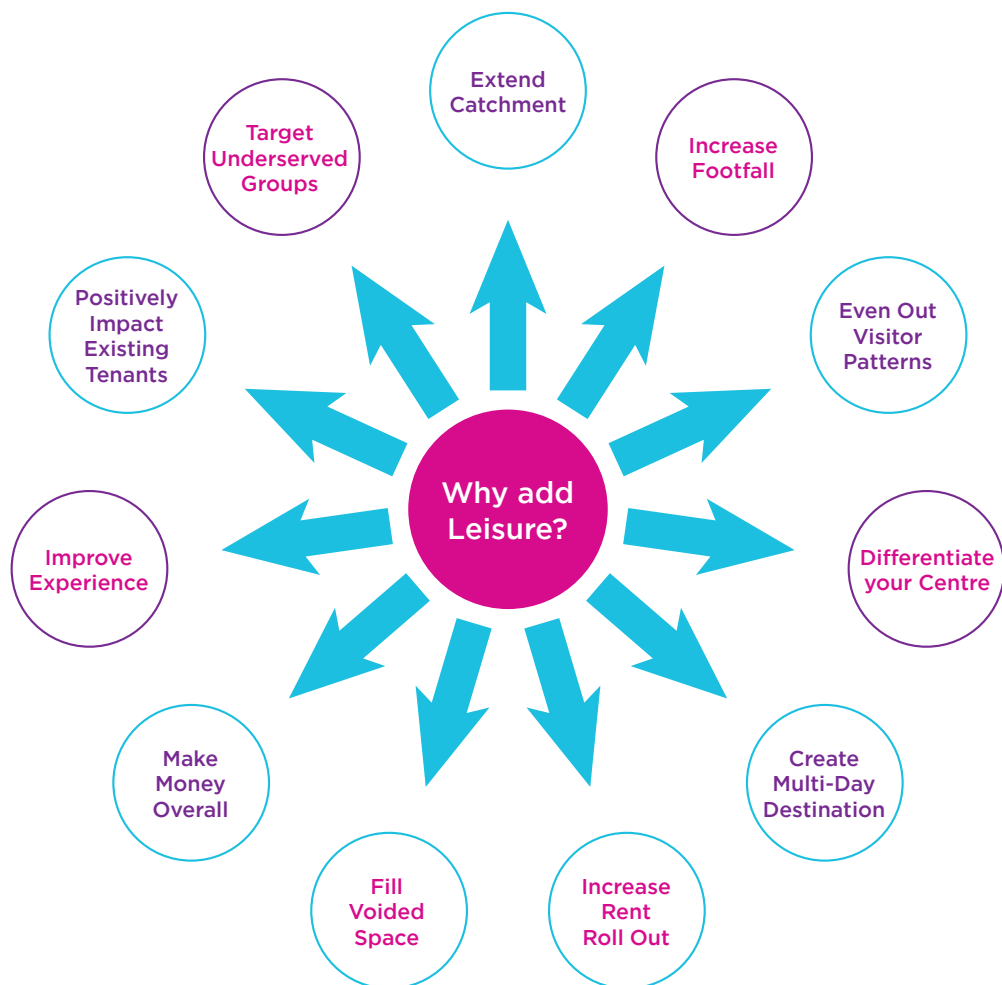 Why add
Leisure?
Extend
Catchment
Increase
Footfall
Even Out
Visitor
Patterns
Differentiate
your Centre
Create
Multi-Day
Destination
Increase
Rent
Roll Out
Fill
Voided
Space
Make
Money
Overall
Improve
Experience
Positively
Impact
Existing
Tenants
Target
Underserved
Groups